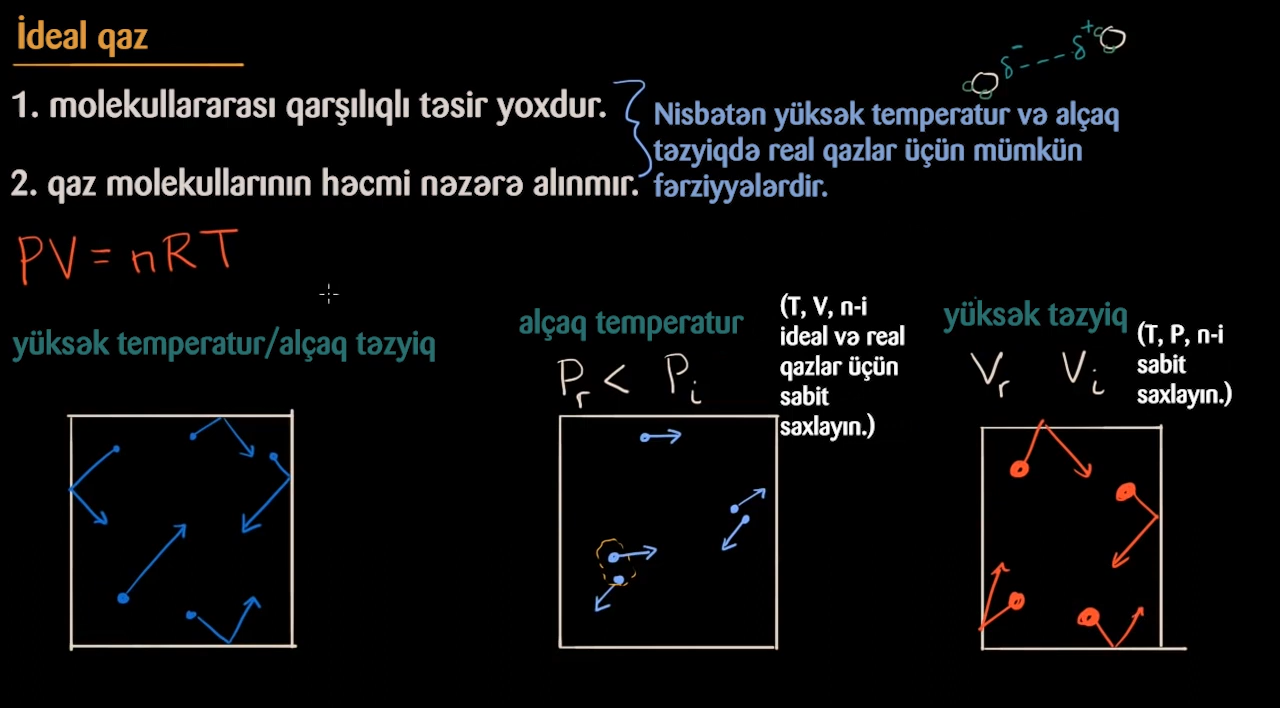 İdeal qaz
δ⁻ --- δ⁺
1. molekullararası qarşılıqlı təsir yoxdur.
2. qaz molekullarının həcmi nəzərə alınmır.
Nisbətən yüksək temperatur və alçaq
təzyiqdə real qazlar üçün mümkün
fərziyyələrdir.
PV = nRT
yüksək temperatur/alçaq təzyiq
alçaq temperatur
Pr < Pi
(T, V, n-i
ideal və real
qazlar üçün
sabit
saxlayın.)
yüksək təzyiq
Vr Vi
(T, P, n-i
sabit
saxlayın.)